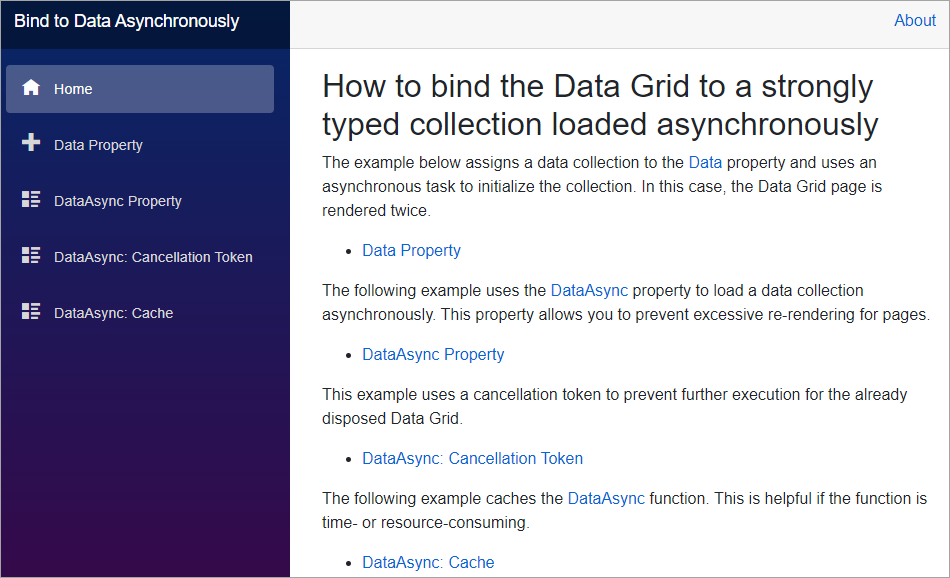 Bind to Data Asynchronously
About
Home
Data Property
DataAsync Property
DataAsync: Cancellation Token
DataAsync: Cache
How to bind the Data Grid to a strongly
typed collection loaded asynchronously
The example below assigns a data collection to the Data property and uses an
asynchronous task to initialize the collection. In this case, the Data Grid page is
rendered twice.
• Data Property
The following example uses the DataAsync property to load a data collection
asynchronously. This property allows you to prevent excessive re-rendering for pages.
• DataAsync Property
This example uses a cancellation token to prevent further execution for the already
disposed Data Grid.
• DataAsync: Cancellation Token
The following example caches the DataAsync function. This is helpful if the function is
time- or resource-consuming.
• DataAsync: Cache